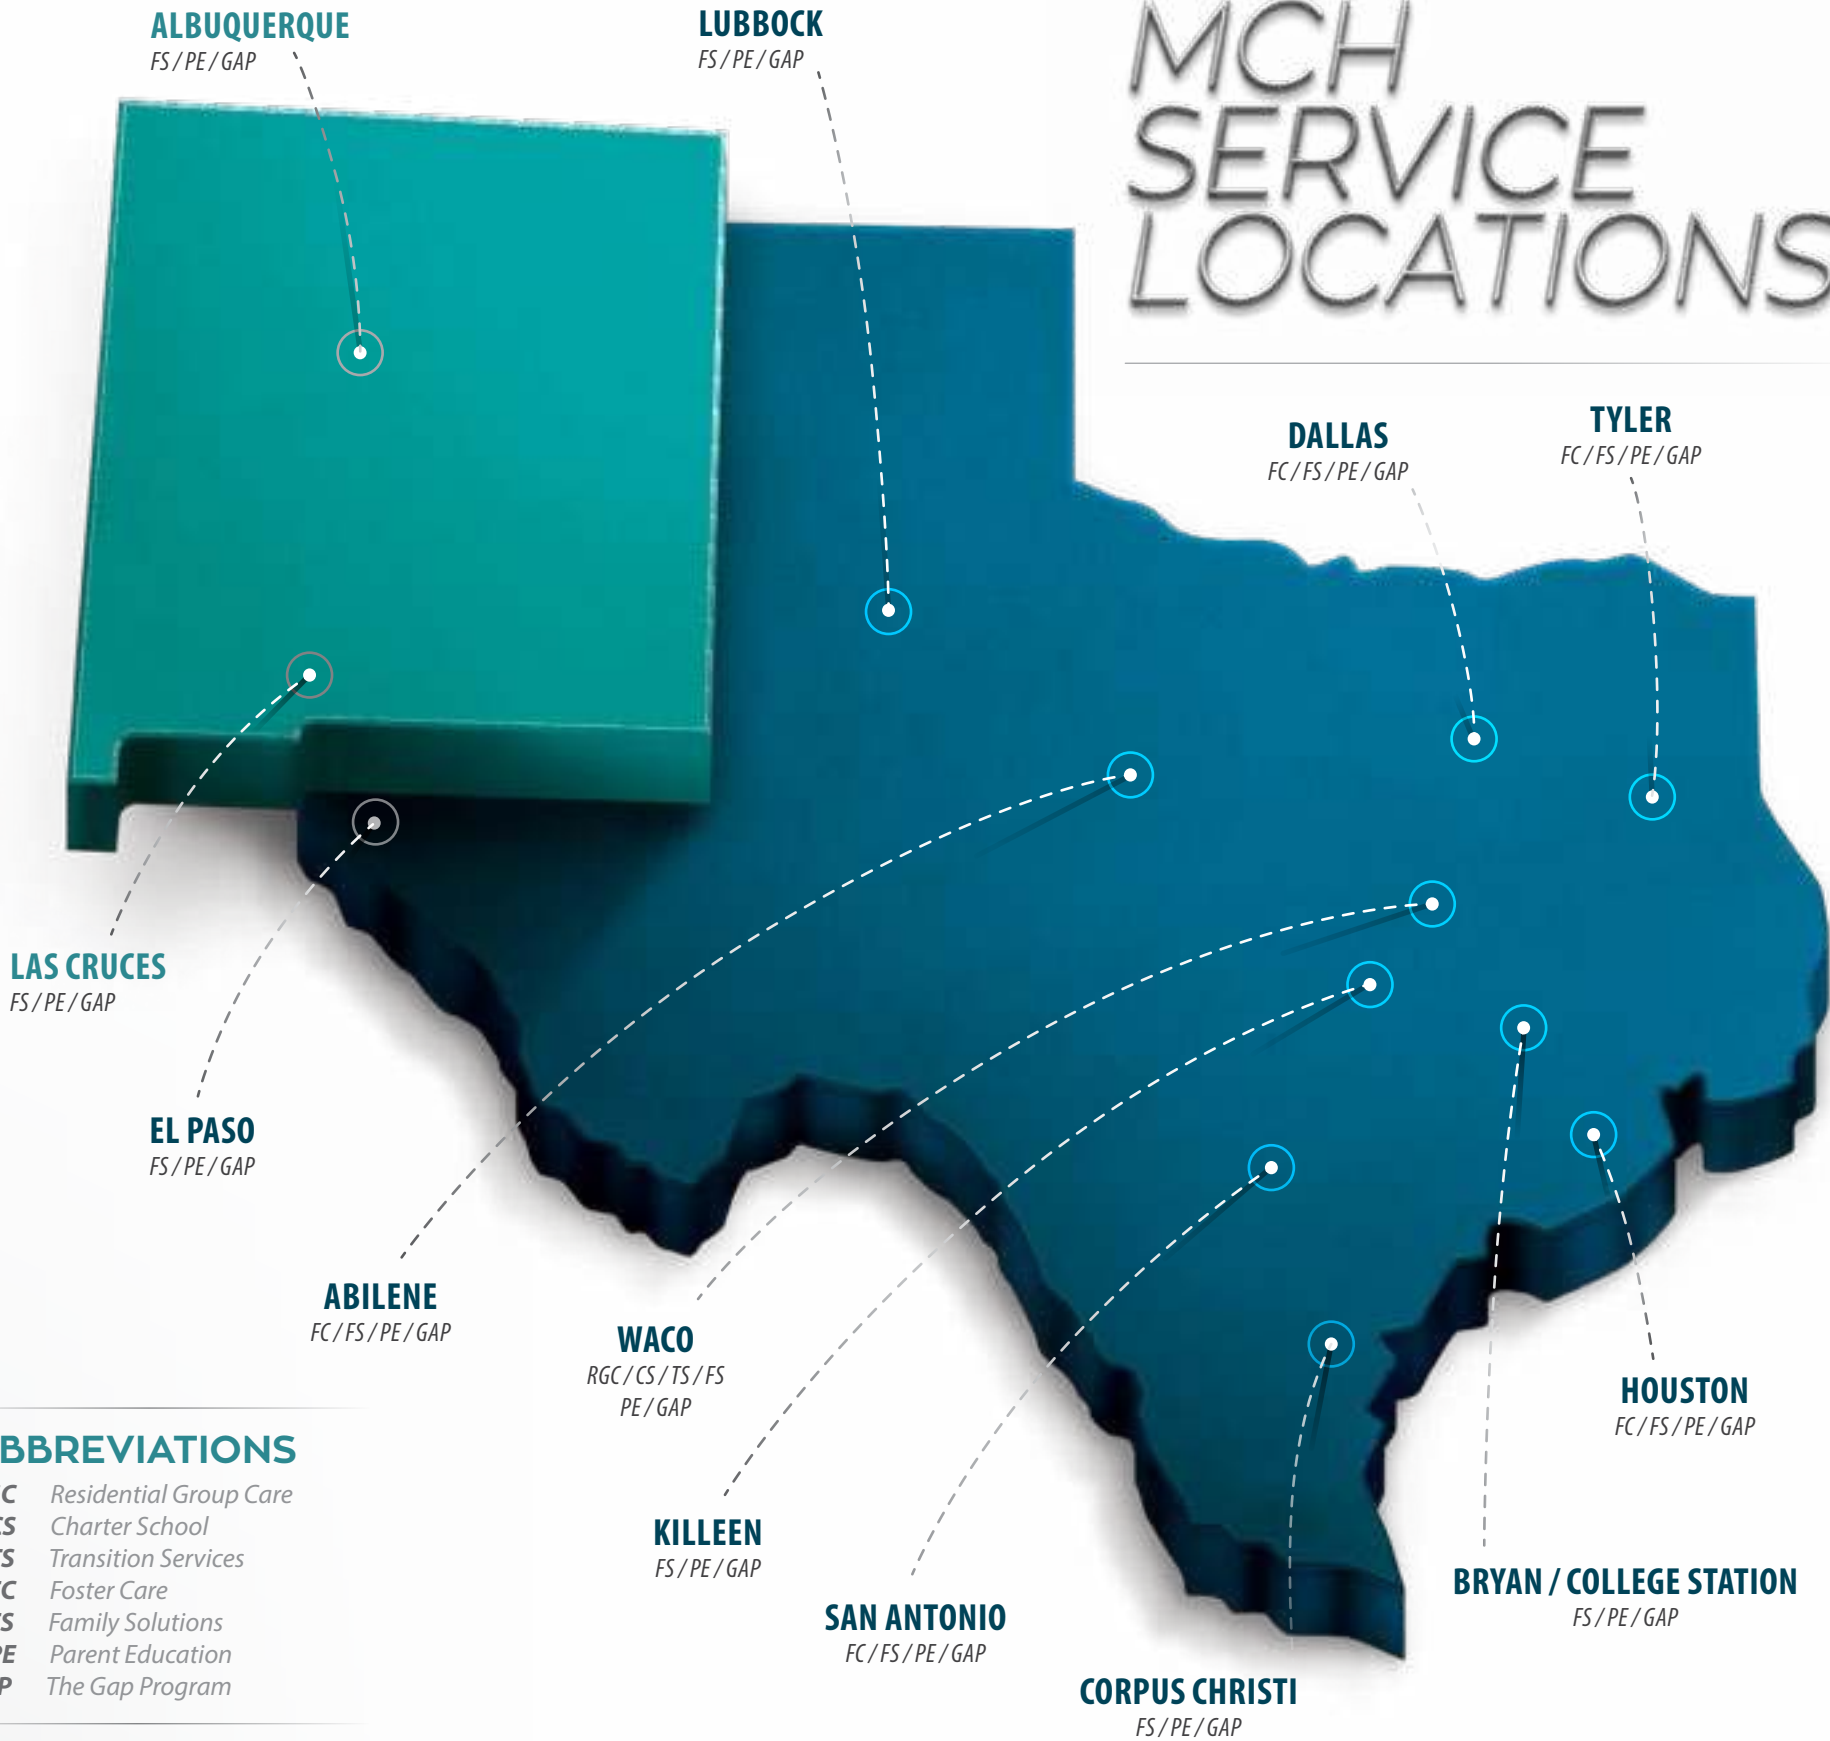 ALBUQUERQUE
FS / PE / GAP
LUBBOCK
FS / PE / GAP
MCH
SERVICE
LOCATIONS
DALLAS
FC / FS / PE / GAP
TYLER
FC / FS / PE / GAP
LAS CRUCES
FS / PE / GAP
EL PASO
FS / PE / GAP
ABILENE
FC / FS / PE / GAP
WACO
RGC / CS / TS / FS
PE / GAP
HOUSTON
FC / FS / PE / GAP
KILLEEN
FS / PE / GAP
SAN ANTONIO
FC / FS / PE / GAP
BRYAN / COLLEGE STATION
FS / PE / GAP
CORPUS CHRISTI
FS / PE / GAP
BBREVIATIONS
C Residential Group Care
S Charter School
S Transition Services
C Foster Care
S Family Solutions
PE Parent Education
P The Gap Program